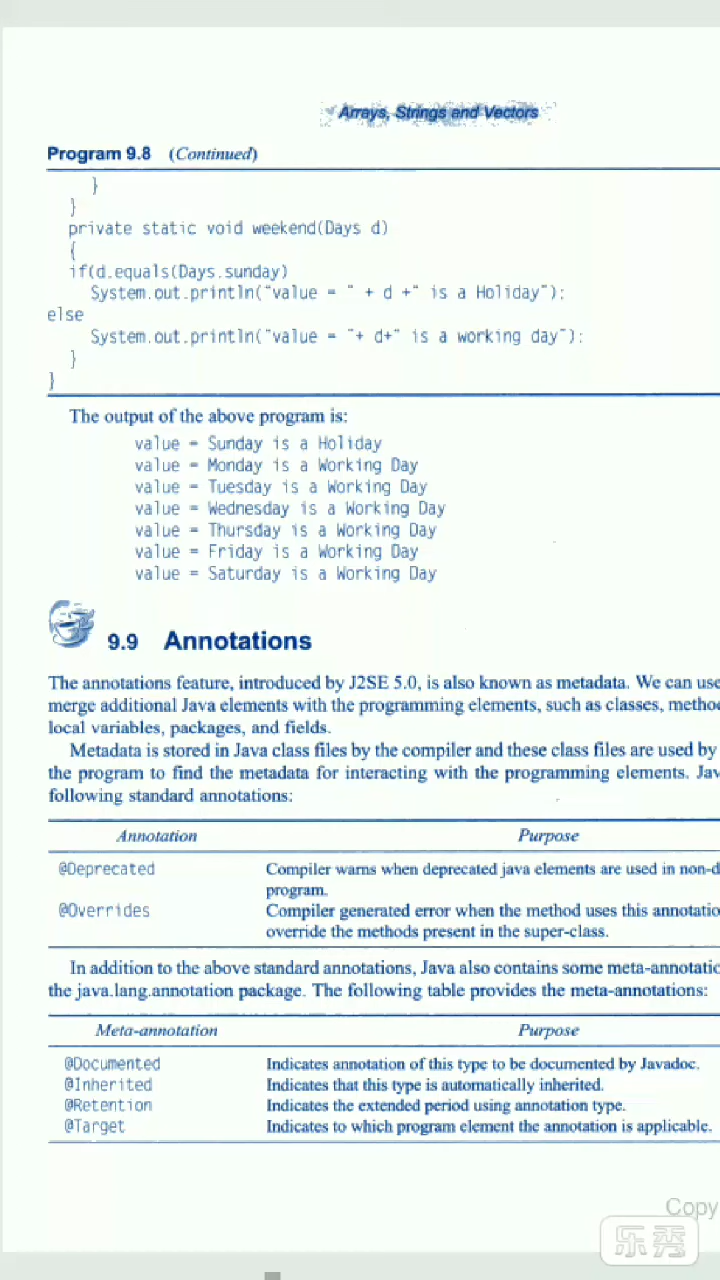 Arrays, Strings and Vectors
Program 9.8 (Continued)
}
}
private static void weekend(Days d)
{
if(d.equals(Days.sunday)
System.out.println("value = " + d +" is a Holiday");
else
System.out.println("value = "+ d+" is a working day");
}
}
The output of the above program is:
value = Sunday is a Holiday
value = Monday is a Working Day
value = Tuesday is a Working Day
value = Wednesday is a Working Day
value = Thursday is a Working Day
value = Friday is a Working Day
value = Saturday is a Working Day
9.9 Annotations
The annotations feature, introduced by J2SE 5.0, is also known as metadata. We can use
merge additional Java elements with the programming elements, such as classes,
local variables, packages, and fields.
Metadata is stored in Java class files by the compiler and these class files are used by
the program to find the metadata for interacting with the programming elements.
following standard annotations:
Annotation Purpose
@Deprecated Compiler warns when deprecated java elements are used in
program.
@Overrides Compiler generated error when the method uses this
override the methods present in the super-class.
In addition to the above standard annotations, Java also contains some
the java.lang.annotation package. The following table provides the meta-annotations:
Meta-annotation Purpose
@Documented Indicates annotation of this type to be documented by Javadoc.
@Inherited Indicates that this type is automatically inherited.
@Retention Indicates the extended period using annotation type.
@Target Indicates to which program element the annotation is applicable.
Copy
乐秀